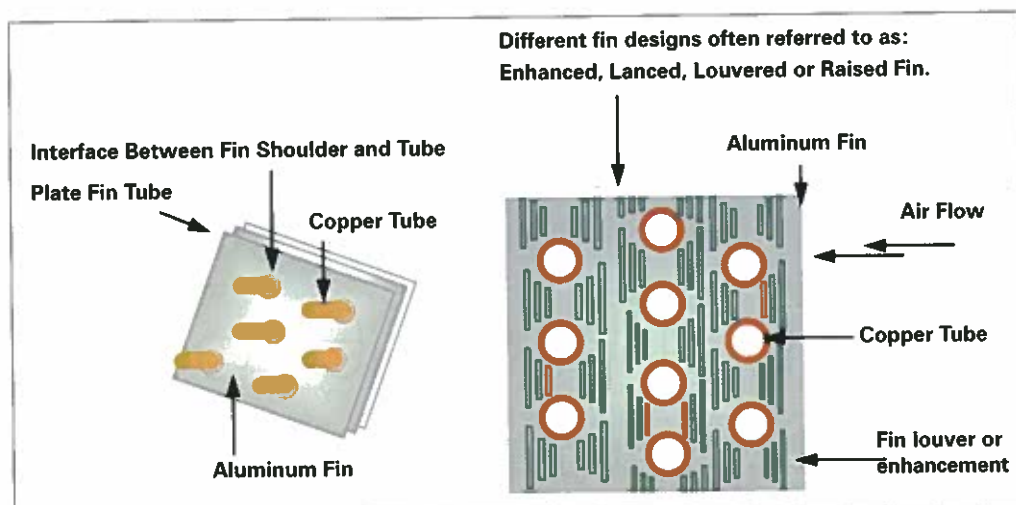 Different fin designs often referred to as:
Enhanced, Lanced, Louvered or Raised Fin.
Interface Between Fin Shoulder and Tube
Plate Fin Tube
Copper Tube
Aluminum Fin
Aluminum Fin
Air Flow
Copper Tube
Fin louver or
enhancement